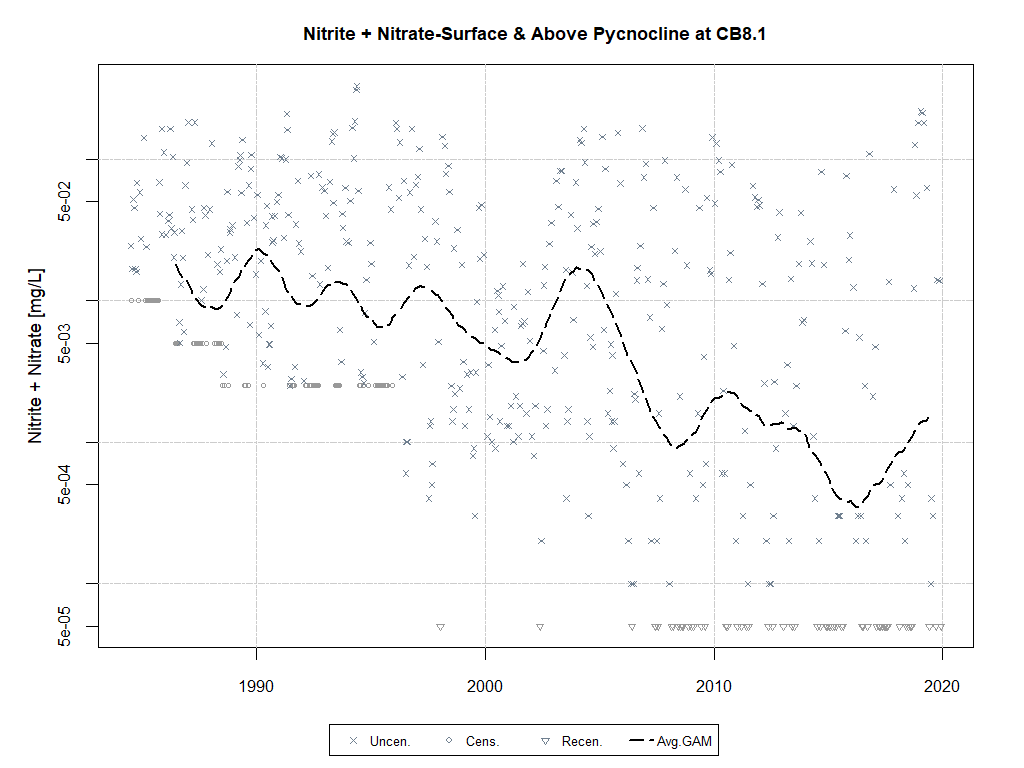 Nitrite + Nitrate-Surface & Above Pycnocline at CB8.1
Nitrite + Nitrate [mg/L]
5e-02
5e-03
5e-04
5e-05
1990 2000 2010 2020
Uncen. Cens. Recen. Avg.GAM